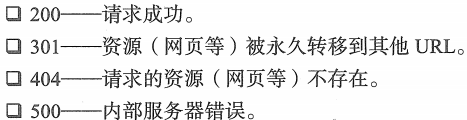 ❑ 200——请求成功。
❑ 301——资源（网页等）被永久转移到其他 URL。
❑ 404——请求的资源（网页等）不存在。
❑ 500——内部服务器错误。